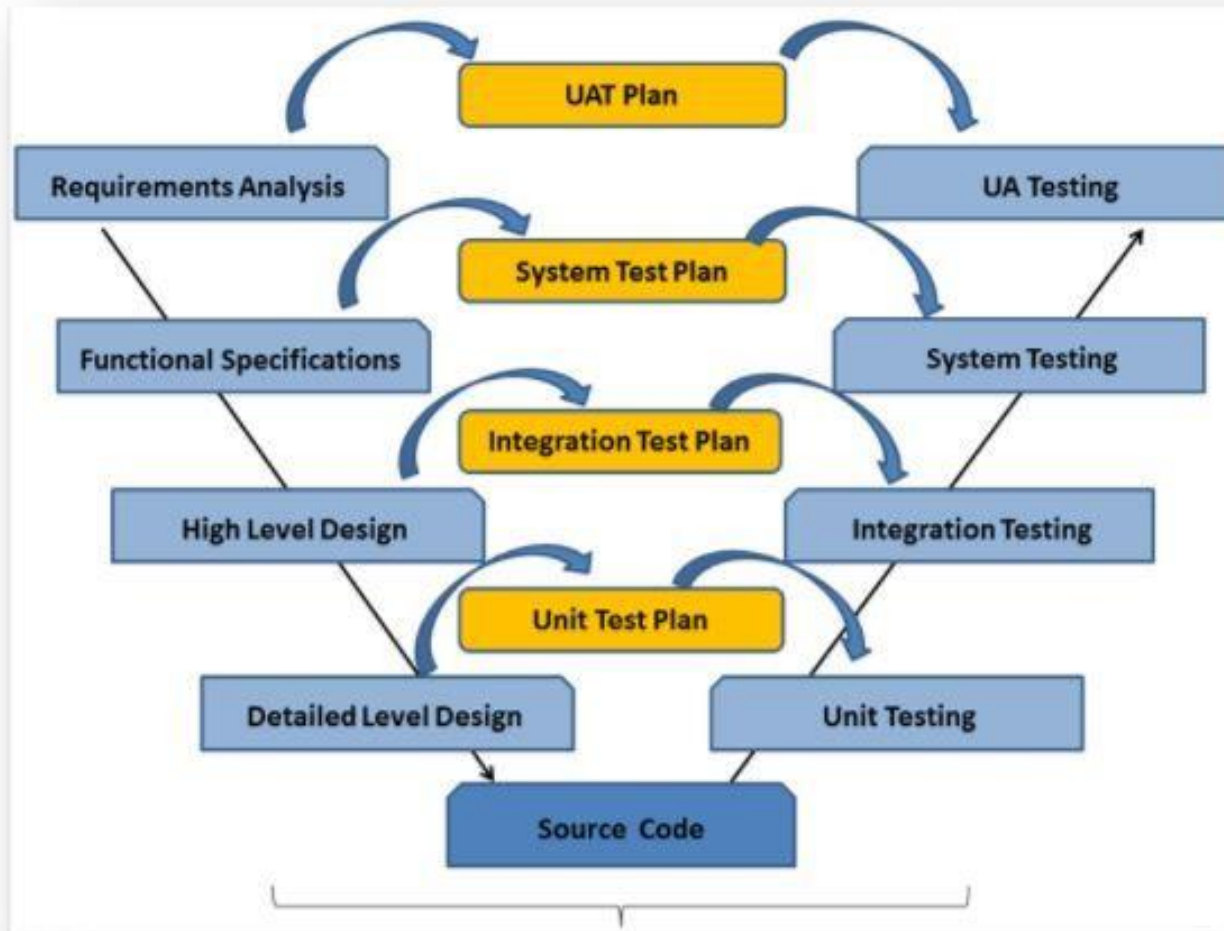 UAT Plan
Requirements Analysis
UA Testing
System Test Plan
Functional Specifications
System Testing
Integration Test Plan
High Level Design
Integration Testing
Unit Test Plan
Detailed Level Design
Unit Testing
Source Code